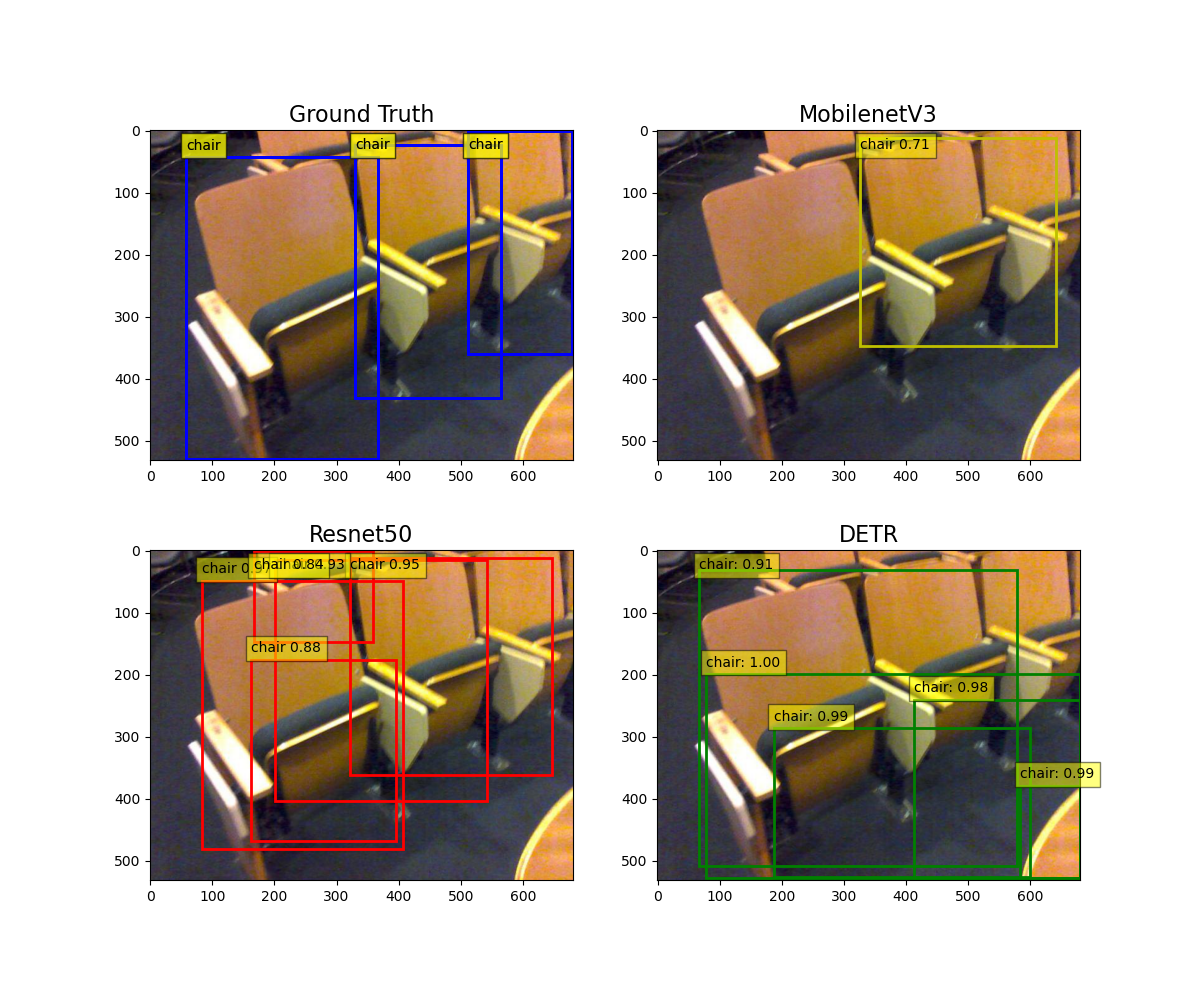 Ground Truth
MobilenetV3
0
100
200
300
400
500
0 100 200 300 400 500 600
chair
chair
chair
0
100
200
300
400
500
0 100 200 300 400 500 600
chair 0.71
Resnet50
DETR
0
100
200
300
400
500
0 100 200 300 400 500 600
chair 0.84
chair 0.95
chair 0.88
0
100
200
300
400
500
0 100 200 300 400 500 600
chair: 0.91
chair: 1.00
chair: 0.98
chair: 0.99
chair: 0.99